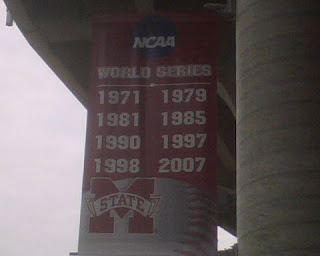 NCAA
WORLD SERIES
1971 1979
1981 1985
1990 1997
1998 2007
M
STATE